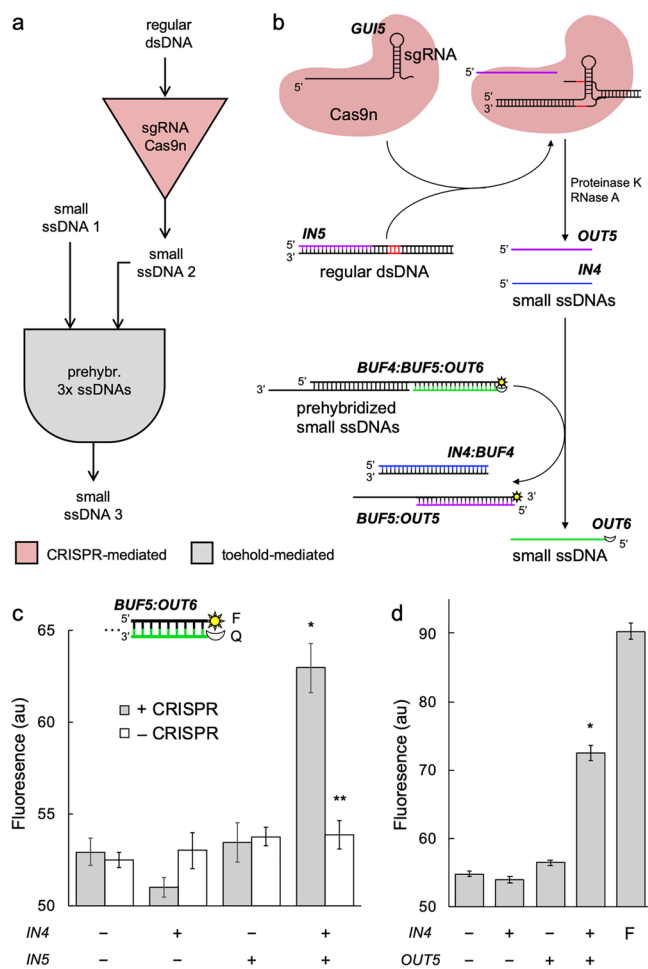 a
regular
dsDNA
sgRNA
Cas9n
small
ssDNA 1
small
ssDNA 2
prehybr.
3x ssDNAs
small
ssDNA 3
CRISPR-mediated
toehold-mediated
b
GUI5
sgRNA
5'
Cas9n
5'
5'
3'
Proteinase K
RNase A
IN5
5'
3'
regular dsDNA
OUT5
5'
IN4
5'
small ssDNAs
BUF4:BUF5:OUT6
5'
3'
prehybridized
small ssDNAs
IN4:BUF4
5'
3'
3'
5'
BUF5:OUT5
OUT6
5'
small ssDNA
c
BUF5:OUT6
5'
3'
...
F
Q
65
60
55
50
Fluoresence (au)
+ CRISPR
– CRISPR
*
**
IN4 – + – +
IN5 – – + +
d
90
80
70
60
50
Fluoresence (au)
*
IN4 – + – + F
OUT5 – – + +